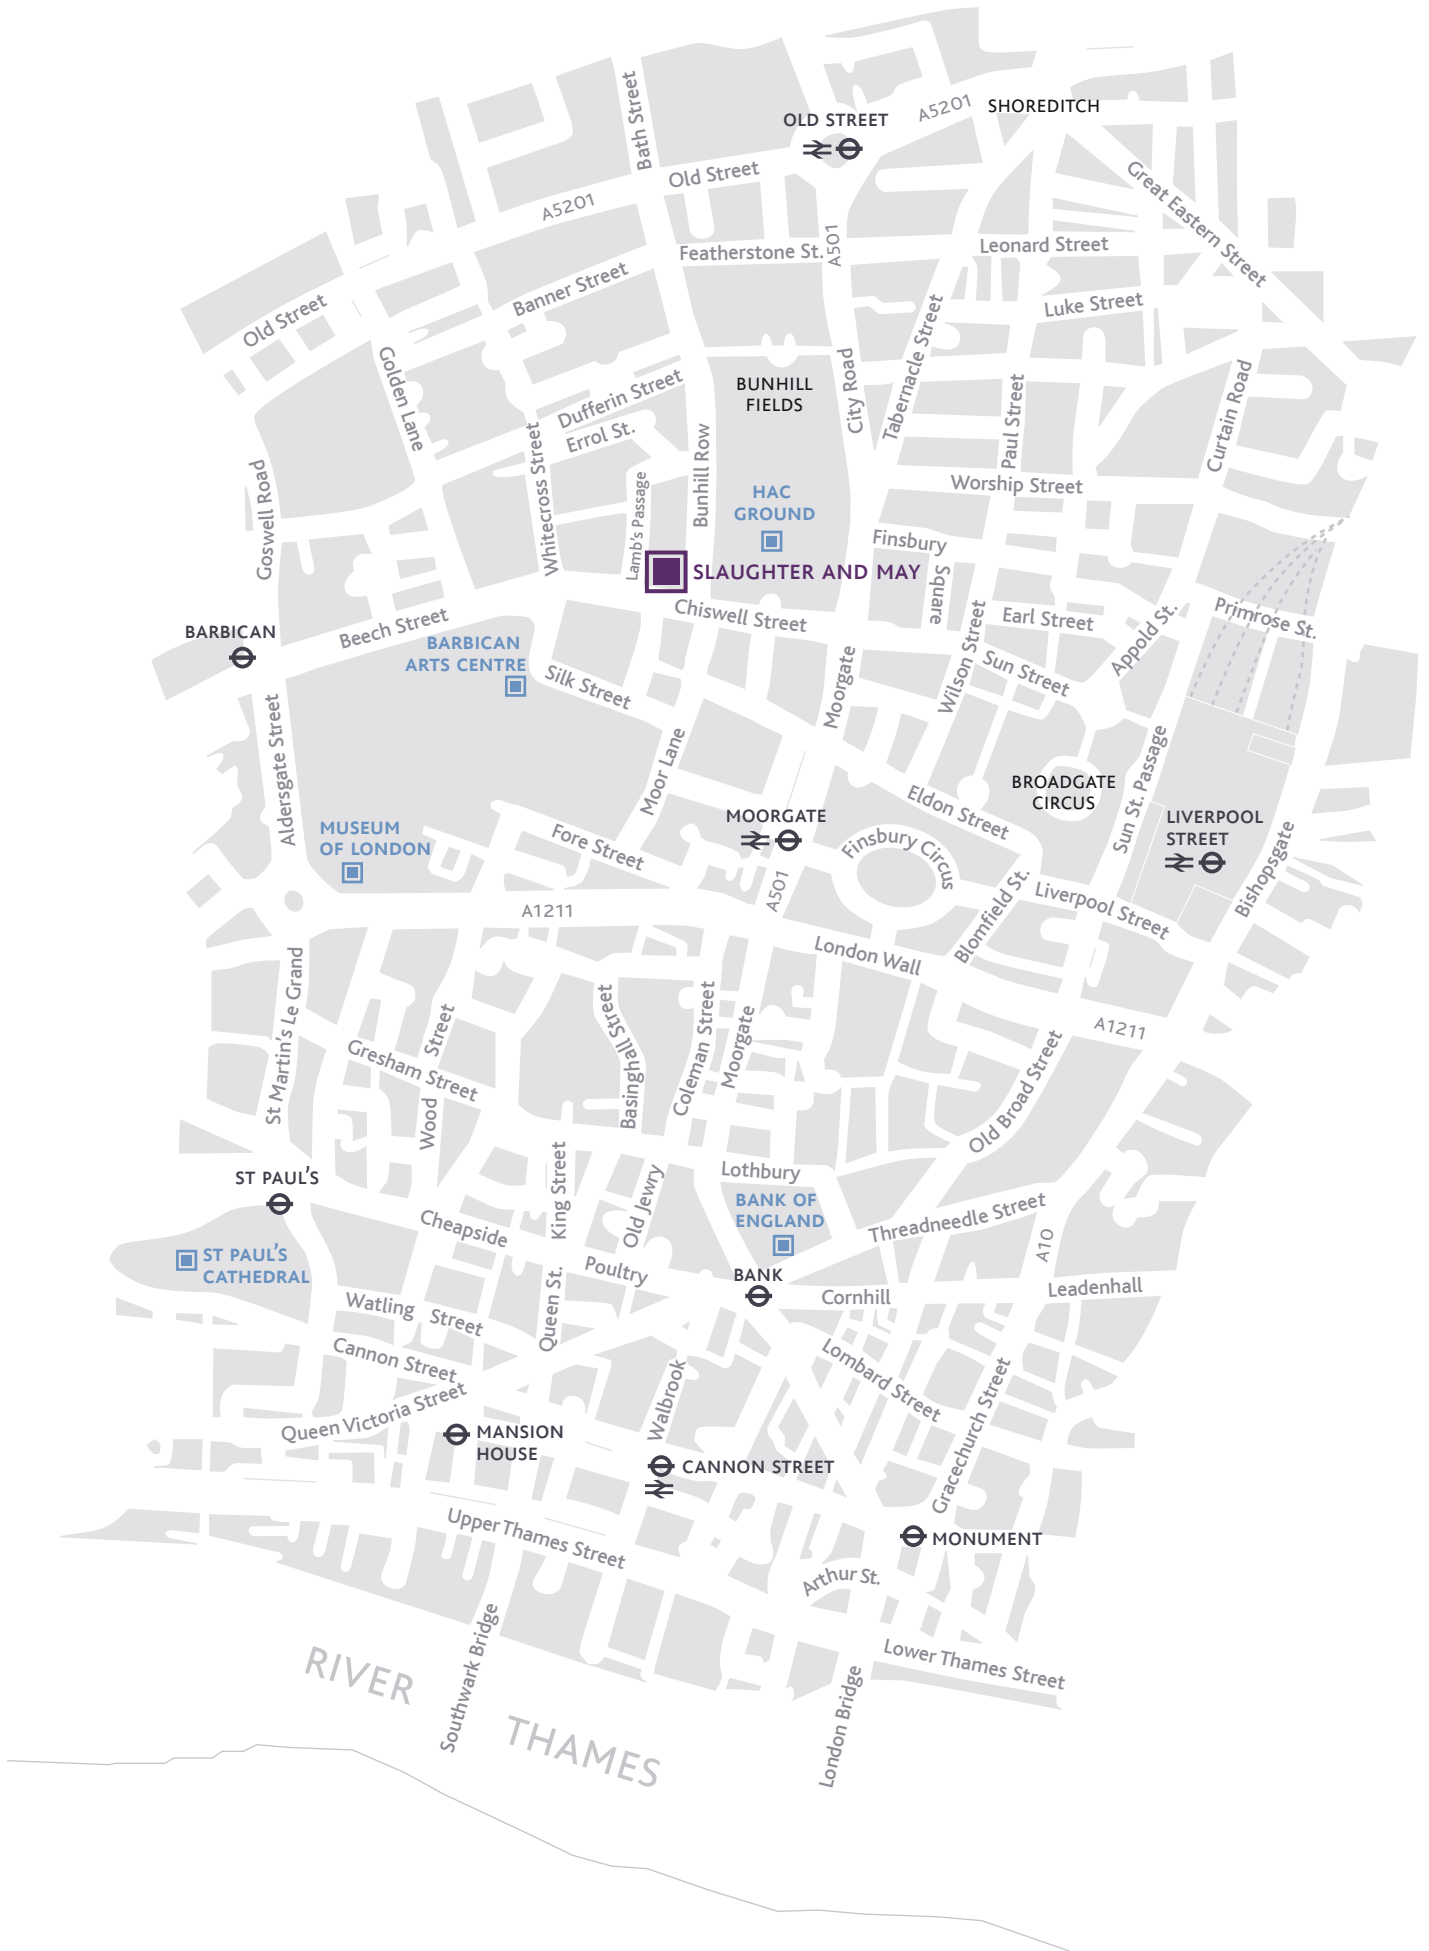 Bath Street
OLD STREET
A5201
SHOREDITCH
Old Street
A5201
Great Eastern Street
Featherstone St.
A501
Leonard Street
Banner Street
Old Street
Luke Street
Tabernacle Street
Golden Lane
City Road
Dufferin Street
BUNHILL
FIELDS
Paul Street
Curtain Road
Errol St.
Whitecross Street
Bunhill Row
Goswell Road
Lamb's Passage
HAC
GROUND
Worship Street
Finsbury
Square
SLAUGHTER AND MAY
Chiswell Street
Earl Street
Appold St.
Primrose St.
Beech Street
BARBICAN
BARBICAN
ARTS CENTRE
Silk Street
Moorgate
Wilson Street
Sun Street
Aldersgate Street
Moor Lane
Sun St. Passage
BROADGATE
CIRCUS
Eldon Street
MOORGATE
LIVERPOOL
STREET
MUSEUM
OF LONDON
Fore Street
Finsbury Circus
Bishopsgate
A501
Blomfield St.
Liverpool Street
A1211
London Wall
St Martin's Le Grand
Wood Street
Basinghall Street
Coleman Street
Moorgate
A1211
Gresham Street
Old Broad Street
ST PAUL'S
King Street
Old Jewry
Lothbury
BANK OF
ENGLAND
Threadneedle Street
Cheapside
A10
ST PAUL'S
CATHEDRAL
Poultry
BANK
Cornhill
Leadenhall
Queen St.
Watling Street
Cannon Street
Lombard Street
Queen Victoria Street
Walbrook
Gracechurch Street
MANSION
HOUSE
CANNON STREET
Upper Thames Street
MONUMENT
Arthur St.
Southwark Bridge
Lower Thames Street
London Bridge
RIVER
THAMES